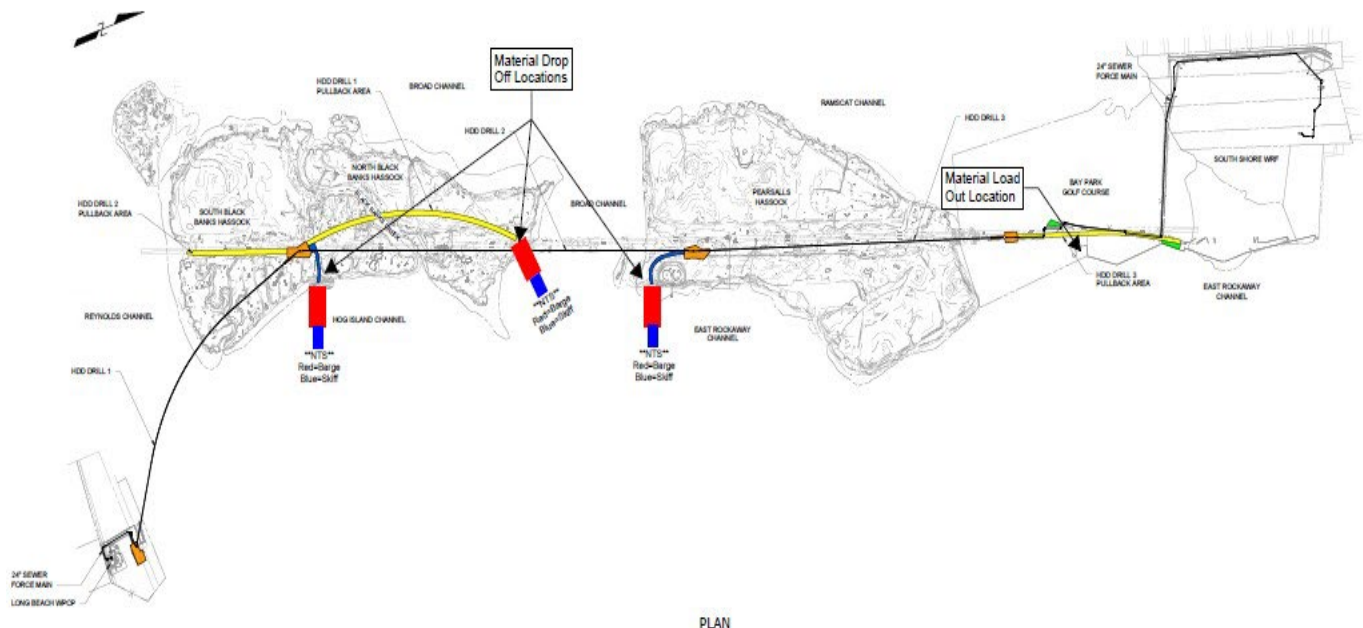 Z
Material Drop
Off Locations
HDD DRILL 1
PULLBACK AREA
BROAD CHANNEL
HDD DRILL 2
NORTH BLACK
BANKS HASSOCK
SOUTH BLACK
BANKS HASSOCK
HDD DRILL 2
PULLBACK AREA
BROAD CHANNEL
RAMSCAT CHANNEL
PEARSALLS
HASSOCK
HDD DRILL 3
24" SEWER
FORCE MAIN
SOUTH SHORE WRF
Material Load
Out Location
BAY PARK
GOLF COURSE
HDD DRILL 3
PULLBACK AREA
EAST ROCKAWAY
CHANNEL
REYNOLDS CHANNEL
HOG ISLAND CHANNEL
**NTS**
Red=Barge
Blue=Skiff
**NTS**
Red=Barge
Blue=Skiff
EAST ROCKAWAY
CHANNEL
**NTS**
Red=Barge
Blue=Skiff
HDD DRILL 1
24" SEWER
FORCE MAIN
LONG BEACH WPCP
PLAN